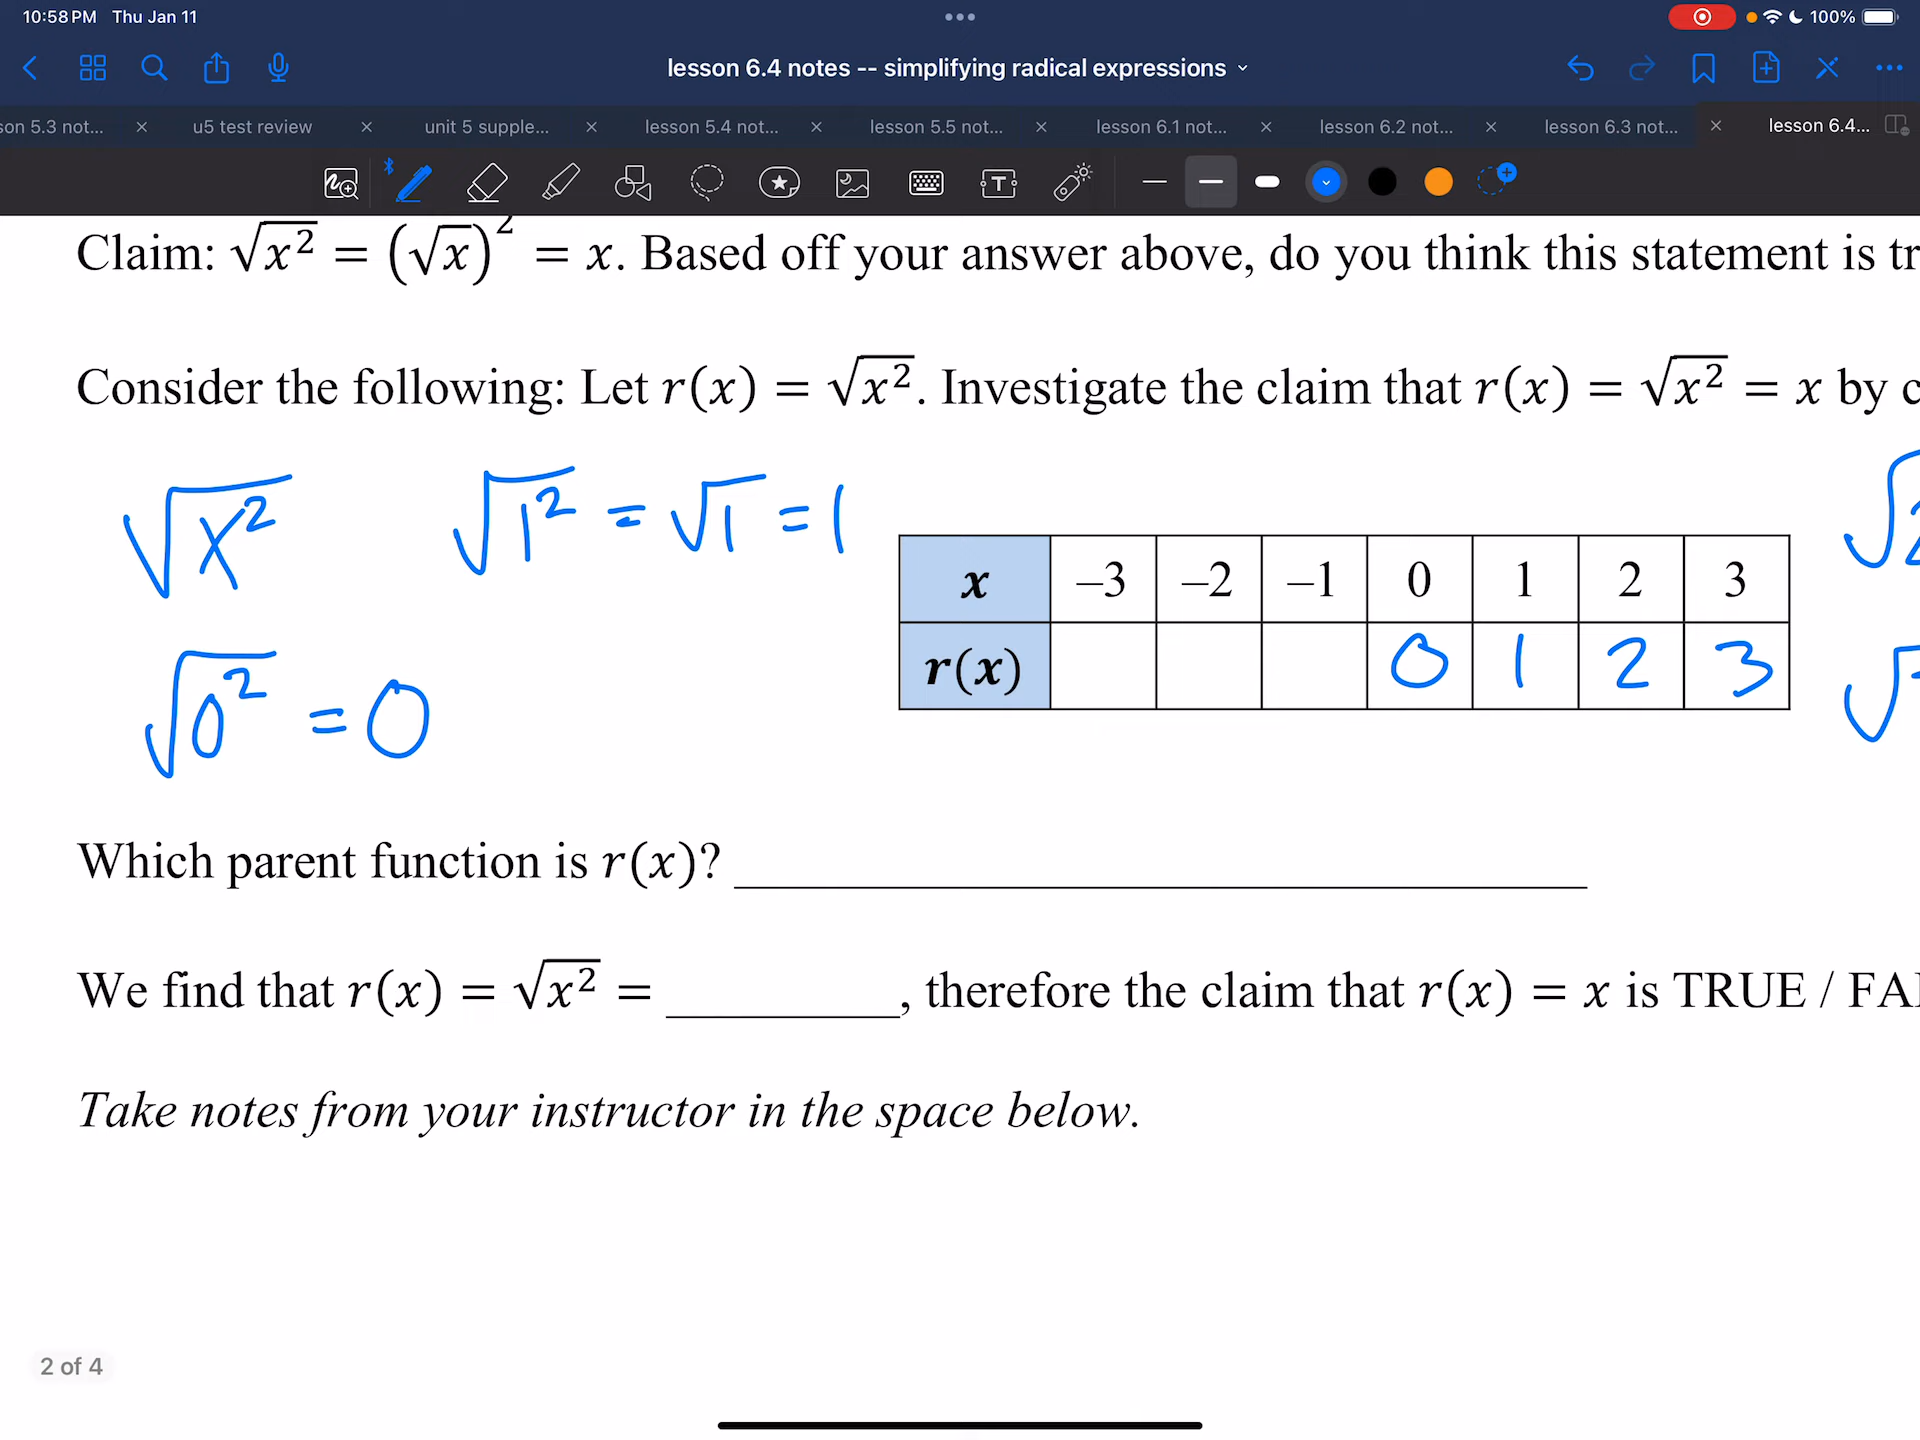 10:58 PM Thu Jan 11
100%
lesson 6.4 notes -- simplifying radical expressions
son 5.3 not... u5 test review unit 5 supple... lesson 5.4 not... lesson 5.5 not... lesson 6.1 not... lesson 6.2 not... lesson 6.3 not... lesson 6.4...
Claim: √x² = (√x)² = x. Based off your answer above, do you think this statement is tr
Consider the following: Let r(x) = √x². Investigate the claim that r(x) = √x² = x by c
√x² √1² = √1 = 1
x –3 –2 –1 0 1 2 3
r(x) 0 1 2 3
√0² = 0
Which parent function is r(x)? ____
We find that r(x) = √x² = ____, therefore the claim that r(x) = x is TRUE / FAL
Take notes from your instructor in the space below.
2 of 4